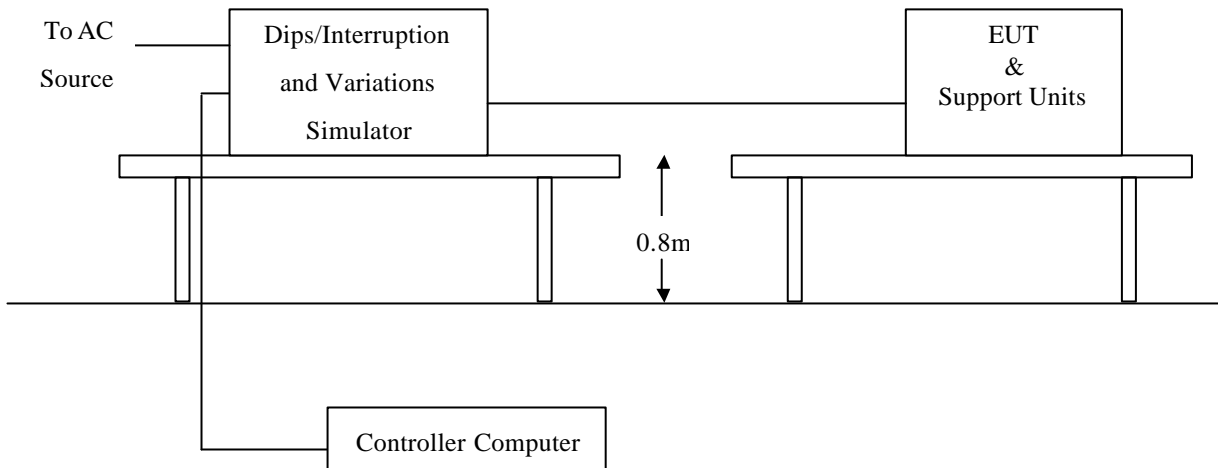 To AC
Source
Dips/Interruption
and Variations
Simulator
EUT
&
Support Units
0.8m
Controller Computer